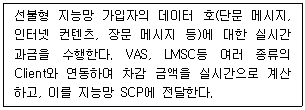 선불형 지능망 가입자의 데이터 호(단문 메시지,
인터넷 컨텐츠, 장문 메시지 등)에 대한 실시간
과금을 수행한다. VAS, LMSC등 여러 종류의
Client와 연동하며 차감 금액을 실시간으로 계산
하고, 이를 지능망 SCP에 전달한다.